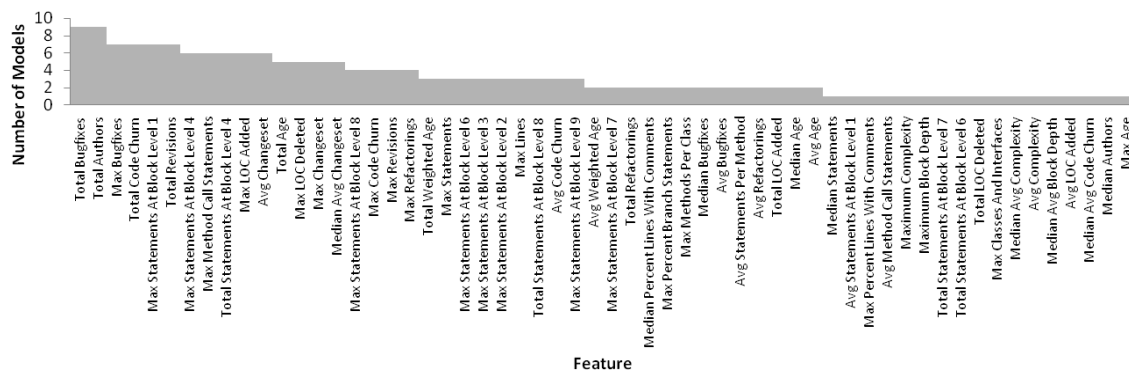 10
8
6
4
2
0
Number of Models
Total Bugfixes
Total Authors
Max Bugfixes
Total Code Churn
Max Statements At Block Level 1
Total Revisions
Max Statements At Block Level 4
Max Method Call Statements
Total Statements At Block Level 4
Max LOC Added
Avg Changeset
Total Age
Max LOC Deleted
Max Changeset
Median Avg Changeset
Max Statements At Block Level 8
Max Code Churn
Max Revisions
Max Refactorings
Total Weighted Age
Max Statements
Max Statements At Block Level 6
Max Statements At Block Level 3
Max Statements At Block Level 2
Max Lines
Total Statements At Block Level 8
Avg Code Churn
Max Statements At Block Level 9
Avg Weighted Age
Max Statements At Block Level 7
Total Refactorings
Median Percent Lines With Comments
Max Percent Branch Statements
Max Methods Per Class
Median Bugfixes
Avg Bugfixes
Avg Statements Per Method
Avg Refactorings
Total LOC Added
Median Age
Avg Age
Median Statements
Avg Statements At Block Level 1
Max Percent Lines With Comments
Avg Method Call Statements
Maximum Complexity
Maximum Block Depth
Total Statements At Block Level 7
Total Statements At Block Level 6
Total LOC Deleted
Max Classes And Interfaces
Median Avg Complexity
Avg Complexity
Median Avg Block Depth
Avg LOC Added
Median Avg Code Churn
Median Authors
Max Age
Feature